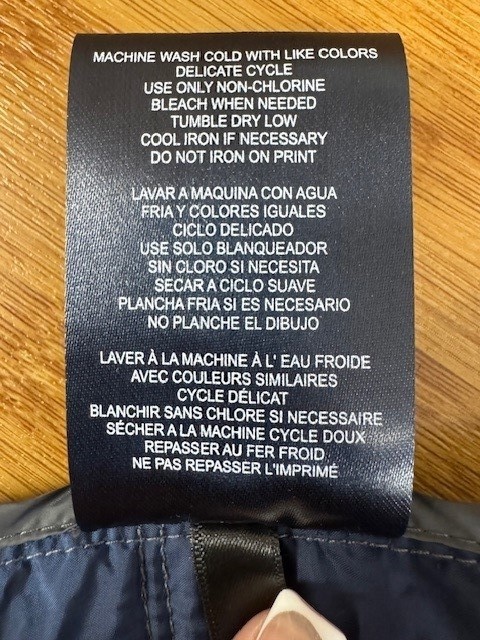 MACHINE WASH COLD WITH LIKE COLORS
DELICATE CYCLE
USE ONLY NON-CHLORINE
BLEACH WHEN NEEDED
TUMBLE DRY LOW
COOL IRON IF NECESSARY
DO NOT IRON ON PRINT
LAVAR A MAQUINA CON AGUA
FRIA Y COLORES IGUALES
CICLO DELICADO
USE SOLO BLANQUEADOR
SIN CLORO SI NECESITA
SECAR A CICLO SUAVE
PLANCHA FRIA SI ES NECESARIO
NO PLANCHE EL DIBUJO
LAVER À LA MACHINE À L' EAU FROIDE
AVEC COULEURS SIMILAIRES
CYCLE DÉLICAT
BLANCHIR SANS CHLORE SI NECESSAIRE
SÉCHER A LA MACHINE CYCLE DOUX
REPASSER AU FER FROID
NE PAS REPASSER L'IMPRIMÉ